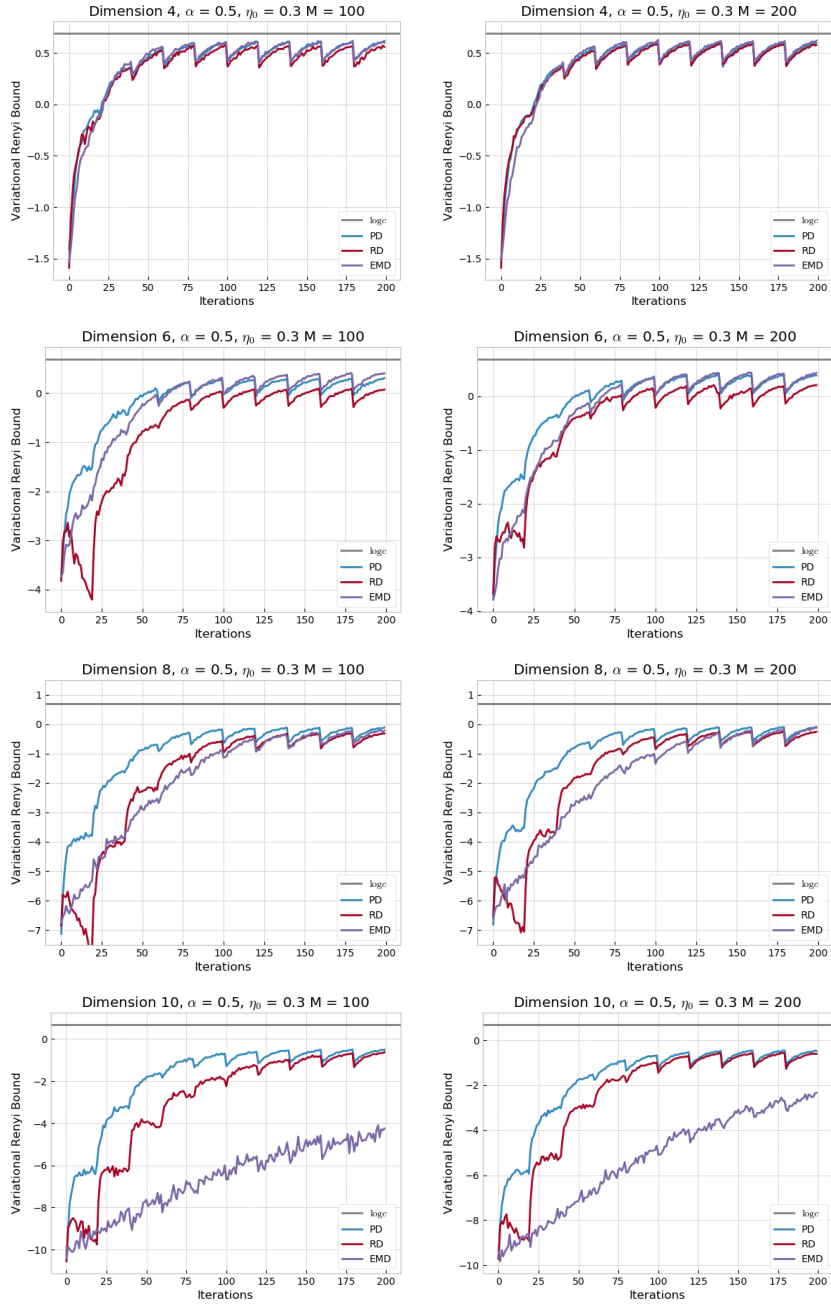 Dimension 4, α = 0.5, η₀ = 0.3 M = 100
Variational Renyi Bound
0.5
0.0
−0.5
−1.0
−1.5
0 25 50 75 100 125 150 175 200
Iterations
logc
PD
RD
EMD
Dimension 4, α = 0.5, η₀ = 0.3 M = 200
Variational Renyi Bound
0.5
0.0
−0.5
−1.0
−1.5
0 25 50 75 100 125 150 175 200
Iterations
logc
PD
RD
EMD
Dimension 6, α = 0.5, η₀ = 0.3 M = 100
Variational Renyi Bound
0
−1
−2
−3
−4
0 25 50 75 100 125 150 175 200
Iterations
logc
PD
RD
EMD
Dimension 6, α = 0.5, η₀ = 0.3 M = 200
Variational Renyi Bound
0
−1
−2
−3
−4
0 25 50 75 100 125 150 175 200
Iterations
logc
PD
RD
EMD
Dimension 8, α = 0.5, η₀ = 0.3 M = 100
Variational Renyi Bound
1
0
−1
−2
−3
−4
−5
−6
−7
0 25 50 75 100 125 150 175 200
Iterations
logc
PD
RD
EMD
Dimension 8, α = 0.5, η₀ = 0.3 M = 200
Variational Renyi Bound
1
0
−1
−2
−3
−4
−5
−6
−7
0 25 50 75 100 125 150 175 200
Iterations
logc
PD
RD
EMD
Dimension 10, α = 0.5, η₀ = 0.3 M = 100
Variational Renyi Bound
0
−2
−4
−6
−8
−10
0 25 50 75 100 125 150 175 200
Iterations
logc
PD
RD
EMD
Dimension 10, α = 0.5, η₀ = 0.3 M = 200
Variational Renyi Bound
0
−2
−4
−6
−8
−10
0 25 50 75 100 125 150 175 200
Iterations
logc
PD
RD
EMD